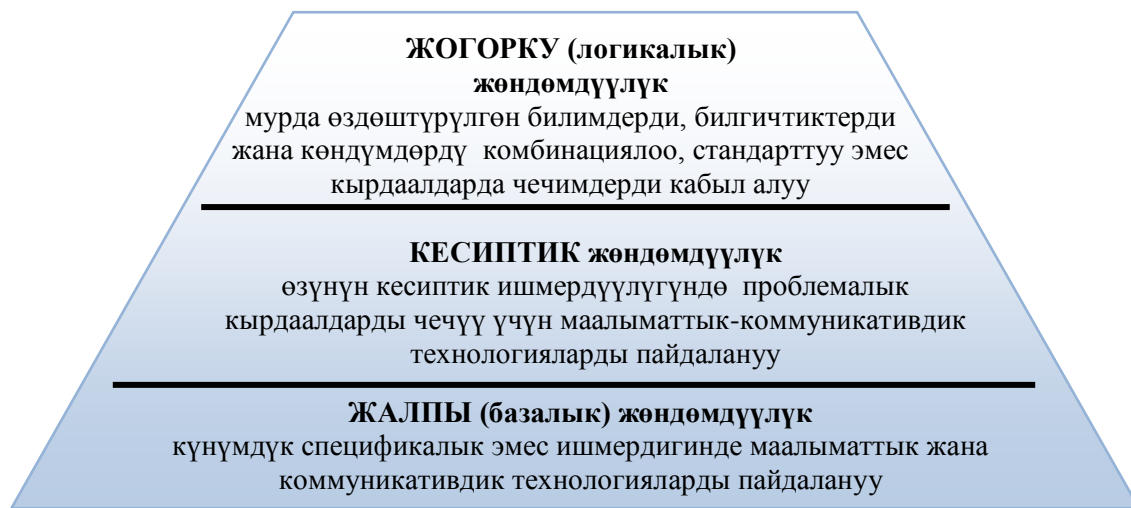 ЖОГОРКУ (логикалык)
жөндөмдүүлүк
мурда өздөштүрүлгөн билимдерди, билгичтиктерди
жана көндүмдөрдү комбинациялоо, стандарттуу эмес
кырдаалдарда чечимдерди кабыл алуу
КЕСИПТИК жөндөмдүүлүк
өзүнүн кесиптик ишмердүүлүгүндө проблемалык
кырдаалдарды чечүү үчүн маалыматтык-коммуникативдик
технологияларды пайдалануу
ЖАЛПЫ (базалык) жөндөмдүүлүк
күнүмдүк спецификалык эмес ишмердигинде маалыматтык жана
коммуникативдик технологияларды пайдалануу